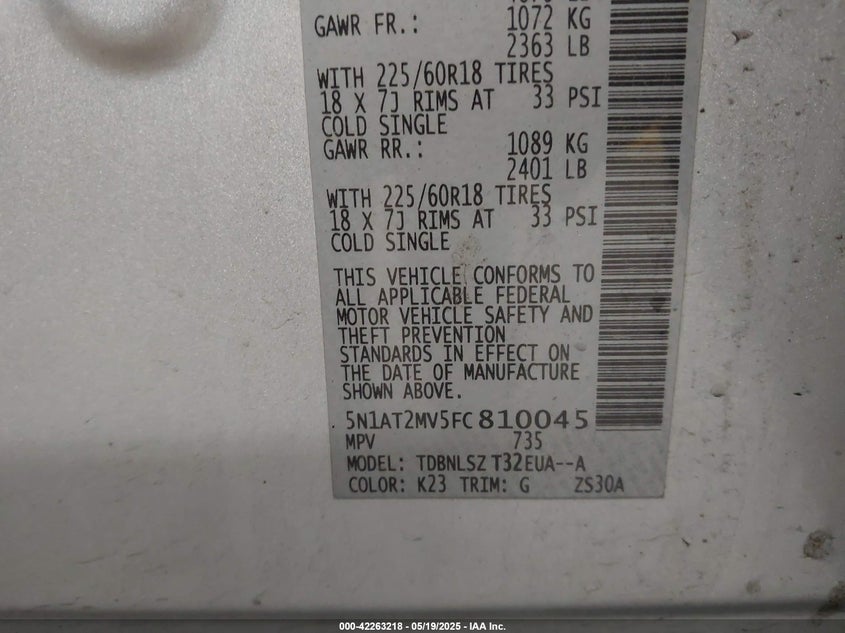 GAWR FR.: 1072 KG
2363 LB
WITH 225/60R18 TIRES
18 X 7J RIMS AT 33 PSI
COLD SINGLE
GAWR RR.: 1089 KG
2401 LB
WITH 225/60R18 TIRES
18 X 7J RIMS AT 33 PSI
COLD SINGLE
THIS VEHICLE CONFORMS TO
ALL APPLICABLE FEDERAL
MOTOR VEHICLE SAFETY AND
THEFT PREVENTION
STANDARDS IN EFFECT ON
THE DATE OF MANUFACTURE
SHOWN ABOVE.
5N1AT2MV5FC810045
MPV 735
MODEL: TDBNLSZ T32EUA--A
COLOR: K23 TRIM: G ZS30A
000-42263218 - 05/19/2025 - IAA Inc.